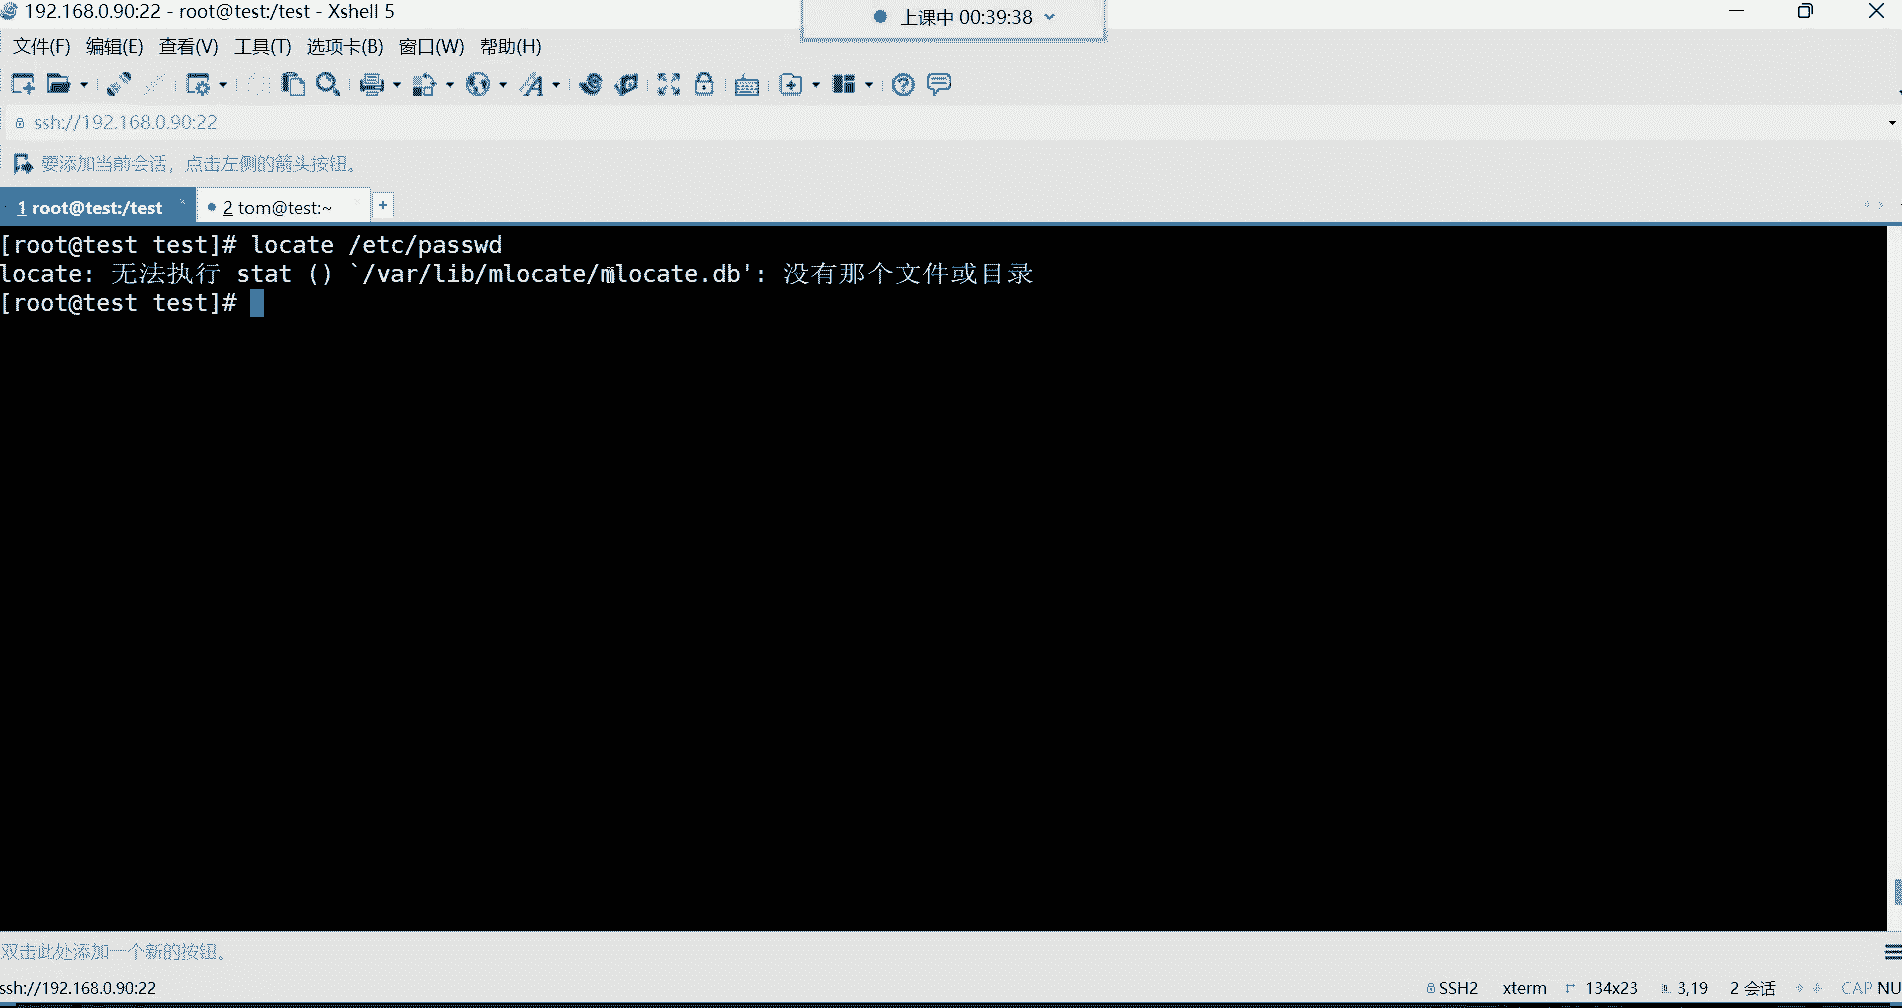 192.168.0.90:22 - root@test:/test - Xshell 5
上课中 00:39:38
文件(F) 编辑(E) 查看(V) 工具(T) 选项卡(B) 窗口(W) 帮助(H)
ssh://192.168.0.90:22
要添加当前会话，点击左侧的箭头按钮。
1 root@test:/test
2 tom@test:~
[root@test test]# locate /etc/passwd
locate: 无法执行 stat () `/var/lib/mlocate/mlocate.db': 没有那个文件或目录
[root@test test]#
双击此处添加一个新的按钮。
ssh://192.168.0.90:22 SSH2 xterm 134x23 3,19 2 会话 CAP NU